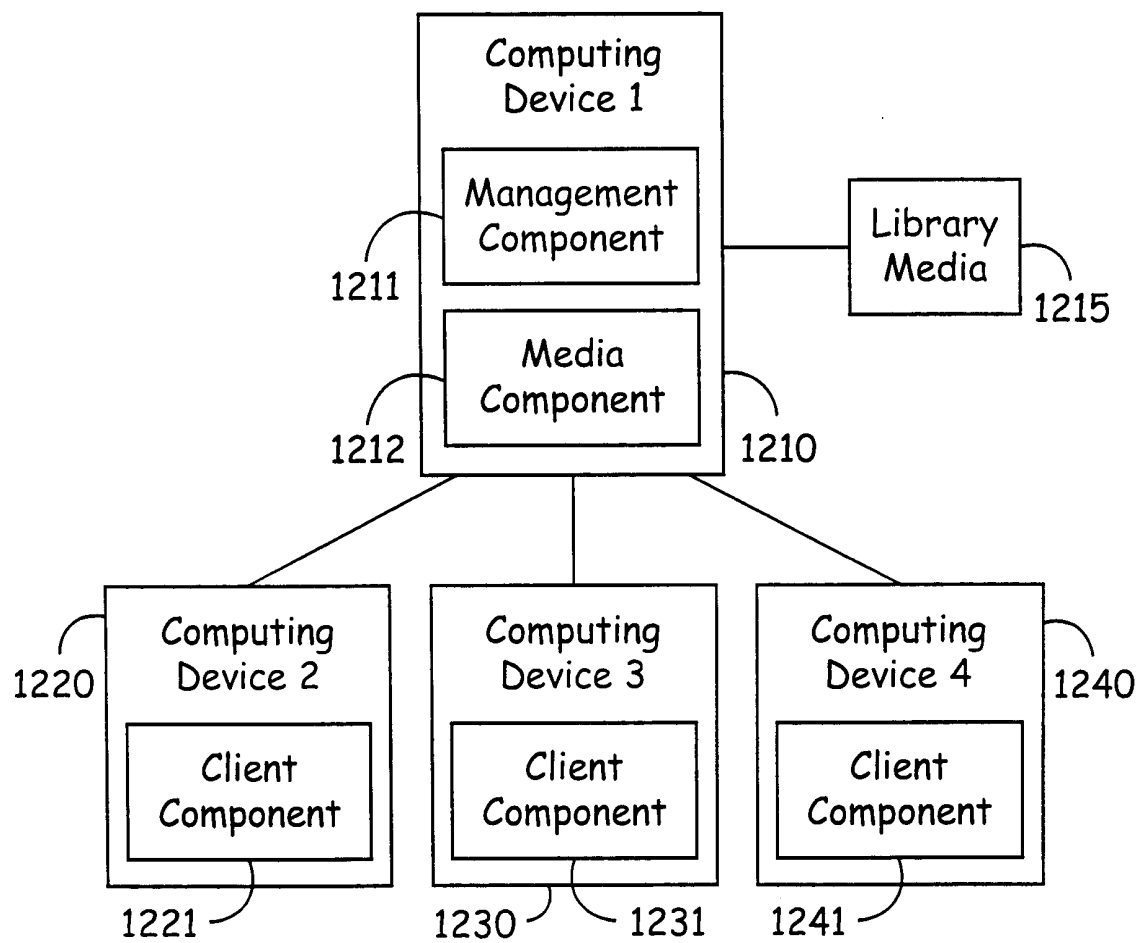 Computing
Device 1
Management
Component
1211
Library
Media
1215
Media
Component
1212
1210
Computing
Device 2
1220
Client
Component
1221
Computing
Device 3
Client
Component
1230
1231
Computing
Device 4
1240
Client
Component
1241